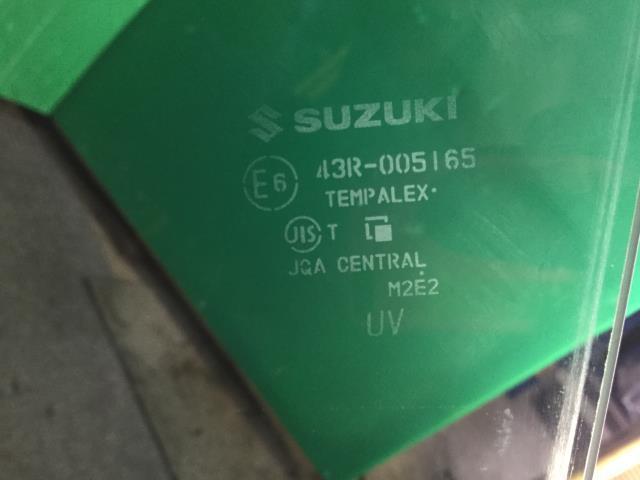 SUZUKI
E6 43R-005165
TEMPALEX·
JIS T
JQA CENTRAL
M2E2
UV